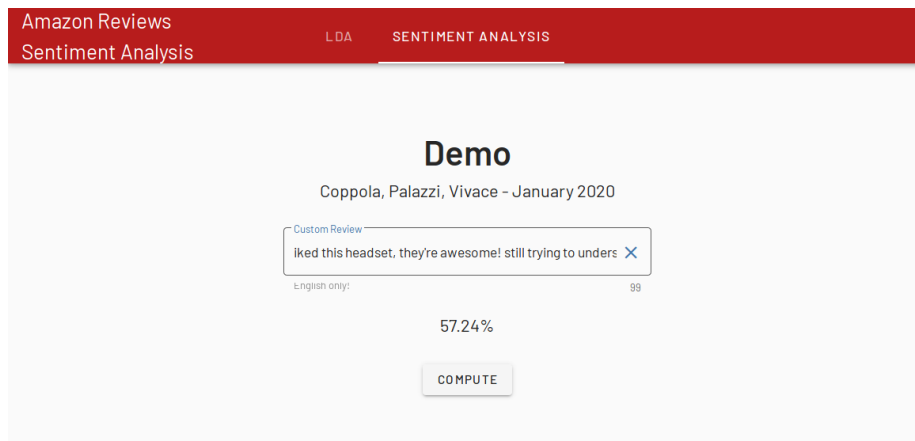 Amazon Reviews
Sentiment Analysis
LDA
SENTIMENT ANALYSIS
Demo
Coppola, Palazzi, Vivace - January 2020
Custom Review
iked this headset, they're awesome! still trying to unders
English only!
99
57.24%
COMPUTE